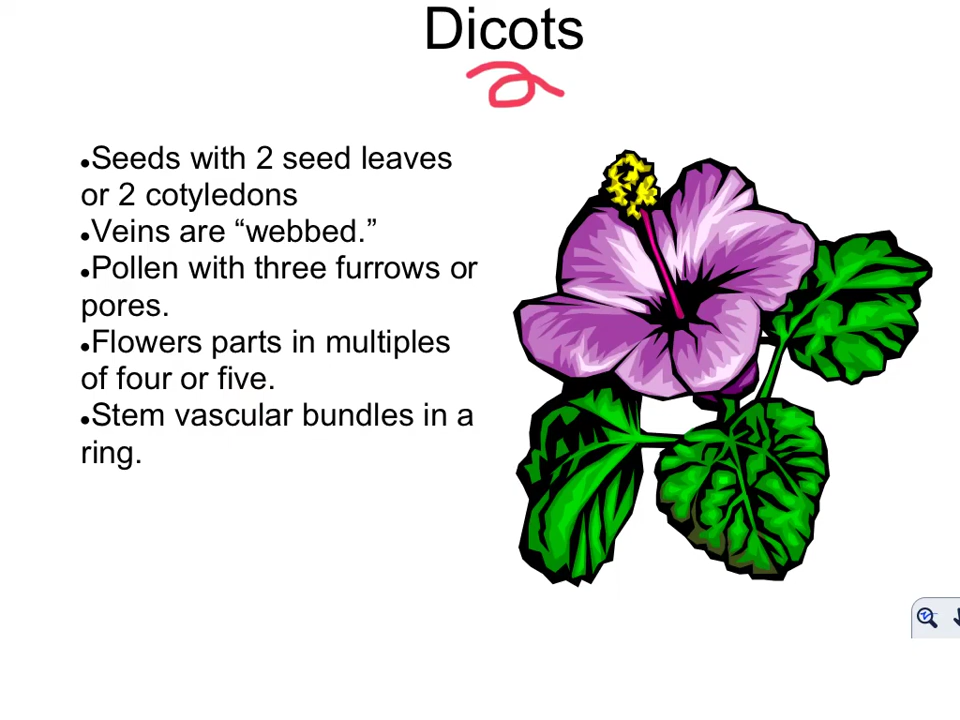 Dicots
●Seeds with 2 seed leaves
or 2 cotyledons
●Veins are “webbed.”
●Pollen with three furrows or
pores.
●Flowers parts in multiples
of four or five.
●Stem vascular bundles in a
ring.